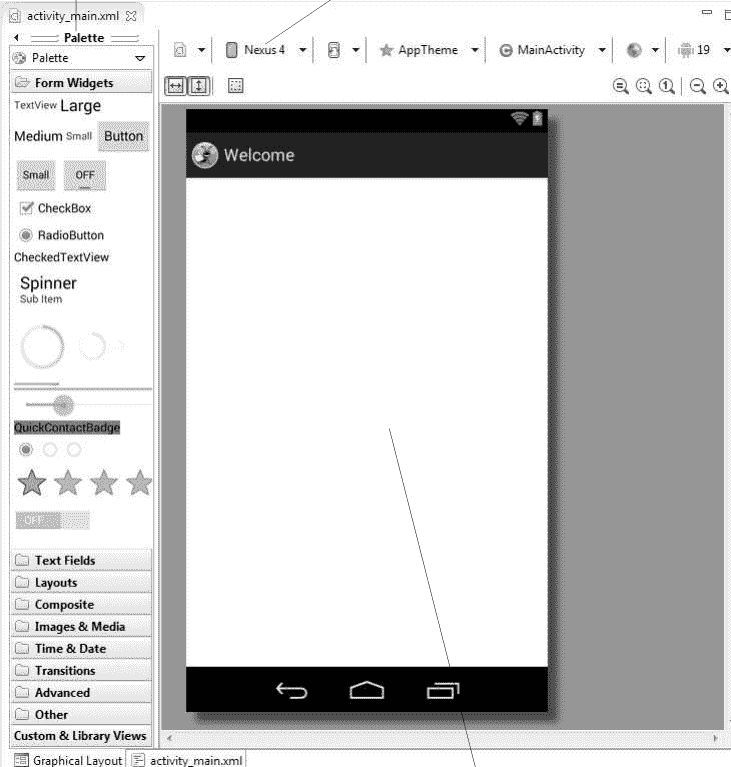 activity_main.xml
Palette
Palette
Nexus 4 AppTheme MainActivity 19
Form Widgets
TextView Large
Medium Small Button
Small OFF
CheckBox
RadioButton
CheckedTextView
Spinner
Sub Item
QuickContactBadge
OFF
Text Fields
Layouts
Composite
Images & Media
Time & Date
Transitions
Advanced
Other
Custom & Library Views
Welcome
Graphical Layout activity_main.xml